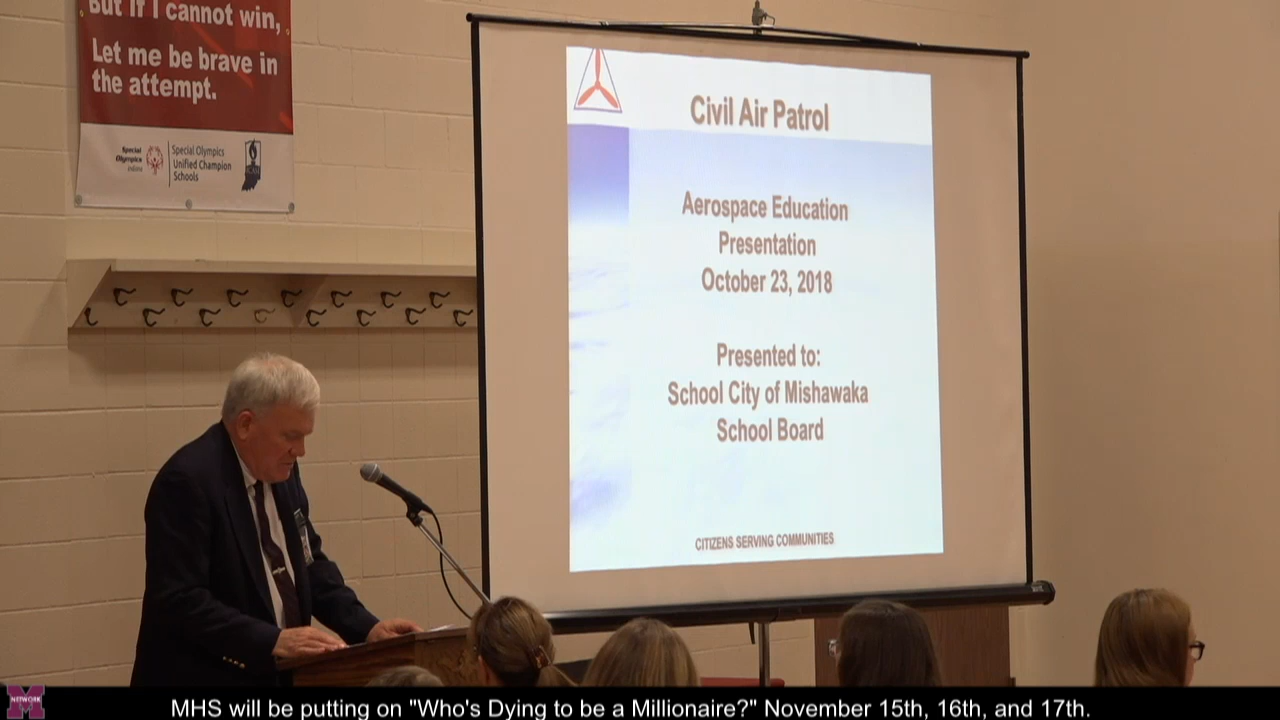 But if I cannot win,
Let me be brave in
the attempt.
Special
Olympics
Indiana
Special Olympics
Unified Champion
Schools
Civil Air Patrol
Aerospace Education
Presentation
October 23, 2018
Presented to:
School City of Mishawaka
School Board
CITIZENS SERVING COMMUNITIES
M
NETWORK
MHS will be putting on "Who's Dying to be a Millionaire?" November 15th, 16th, and 17th.